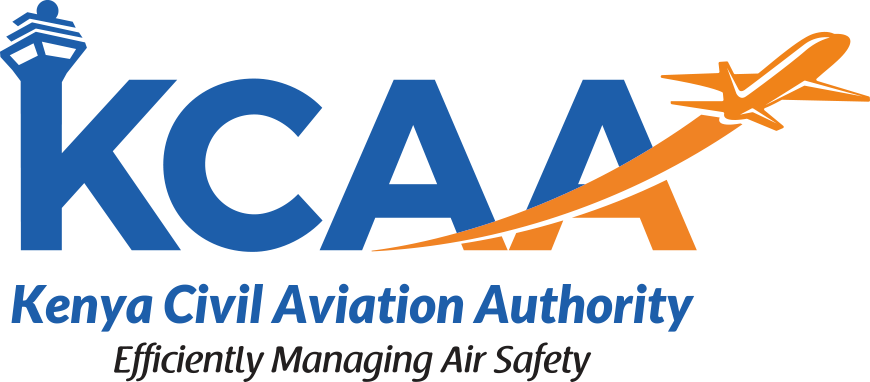 KCAA
Kenya Civil Aviation Authority
Efficiently Managing Air Safety